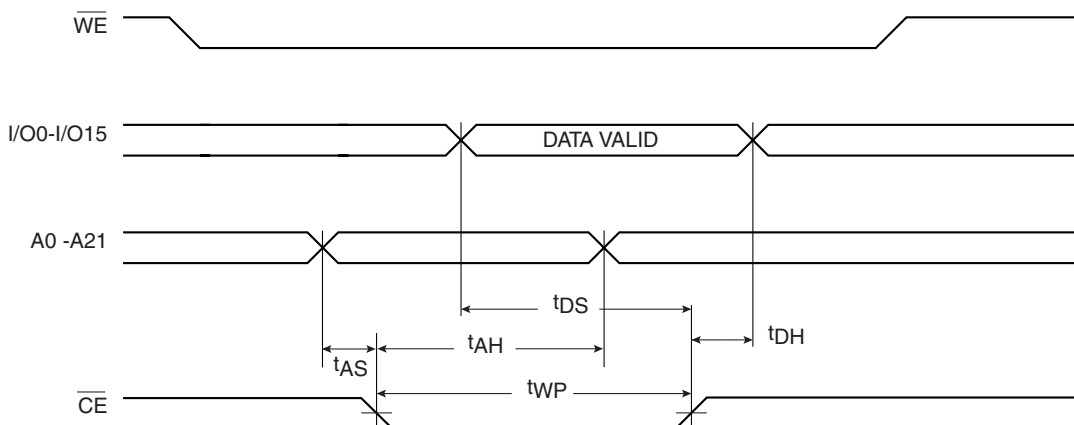 WE
I/O0-I/O15
DATA VALID
A0 -A21
tDS
tAS
tAH
tDH
tWP
CE